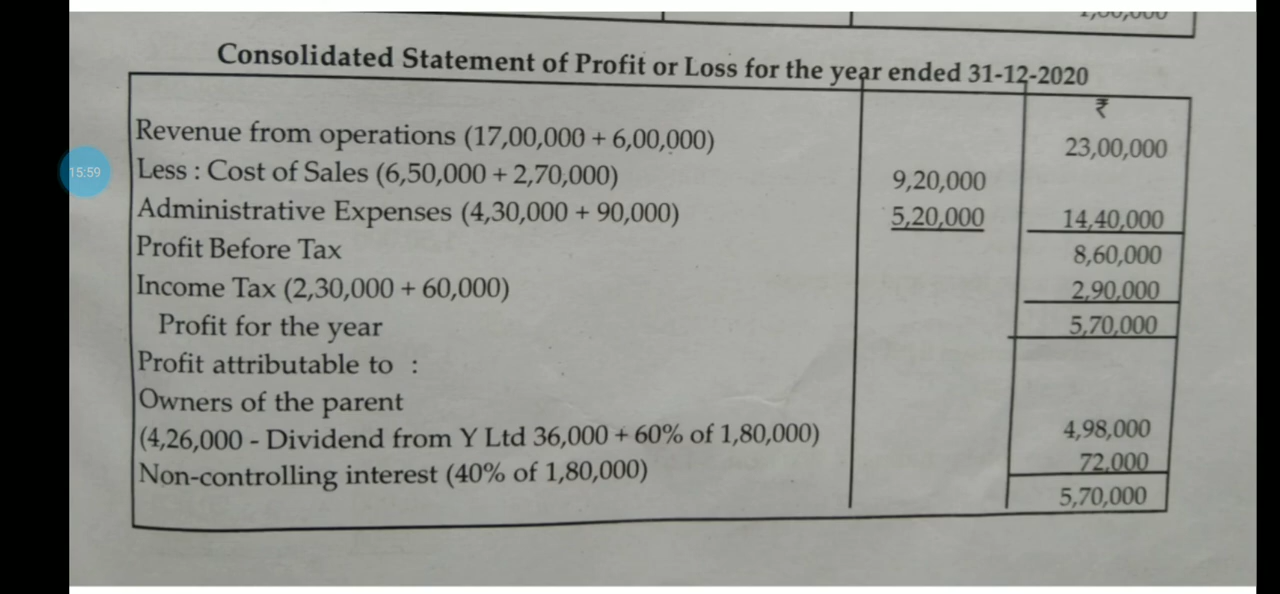 Consolidated Statement of Profit or Loss for the year ended 31-12-2020
₹
Revenue from operations (17,00,000 + 6,00,000) 23,00,000
15:59
Less : Cost of Sales (6,50,000 + 2,70,000) 9,20,000
Administrative Expenses (4,30,000 + 90,000) 5,20,000 14,40,000
Profit Before Tax 8,60,000
Income Tax (2,30,000 + 60,000) 2,90,000
Profit for the year 5,70,000
Profit attributable to :
Owners of the parent
(4,26,000 - Dividend from Y Ltd 36,000 + 60% of 1,80,000) 4,98,000
Non-controlling interest (40% of 1,80,000) 72,000
5,70,000